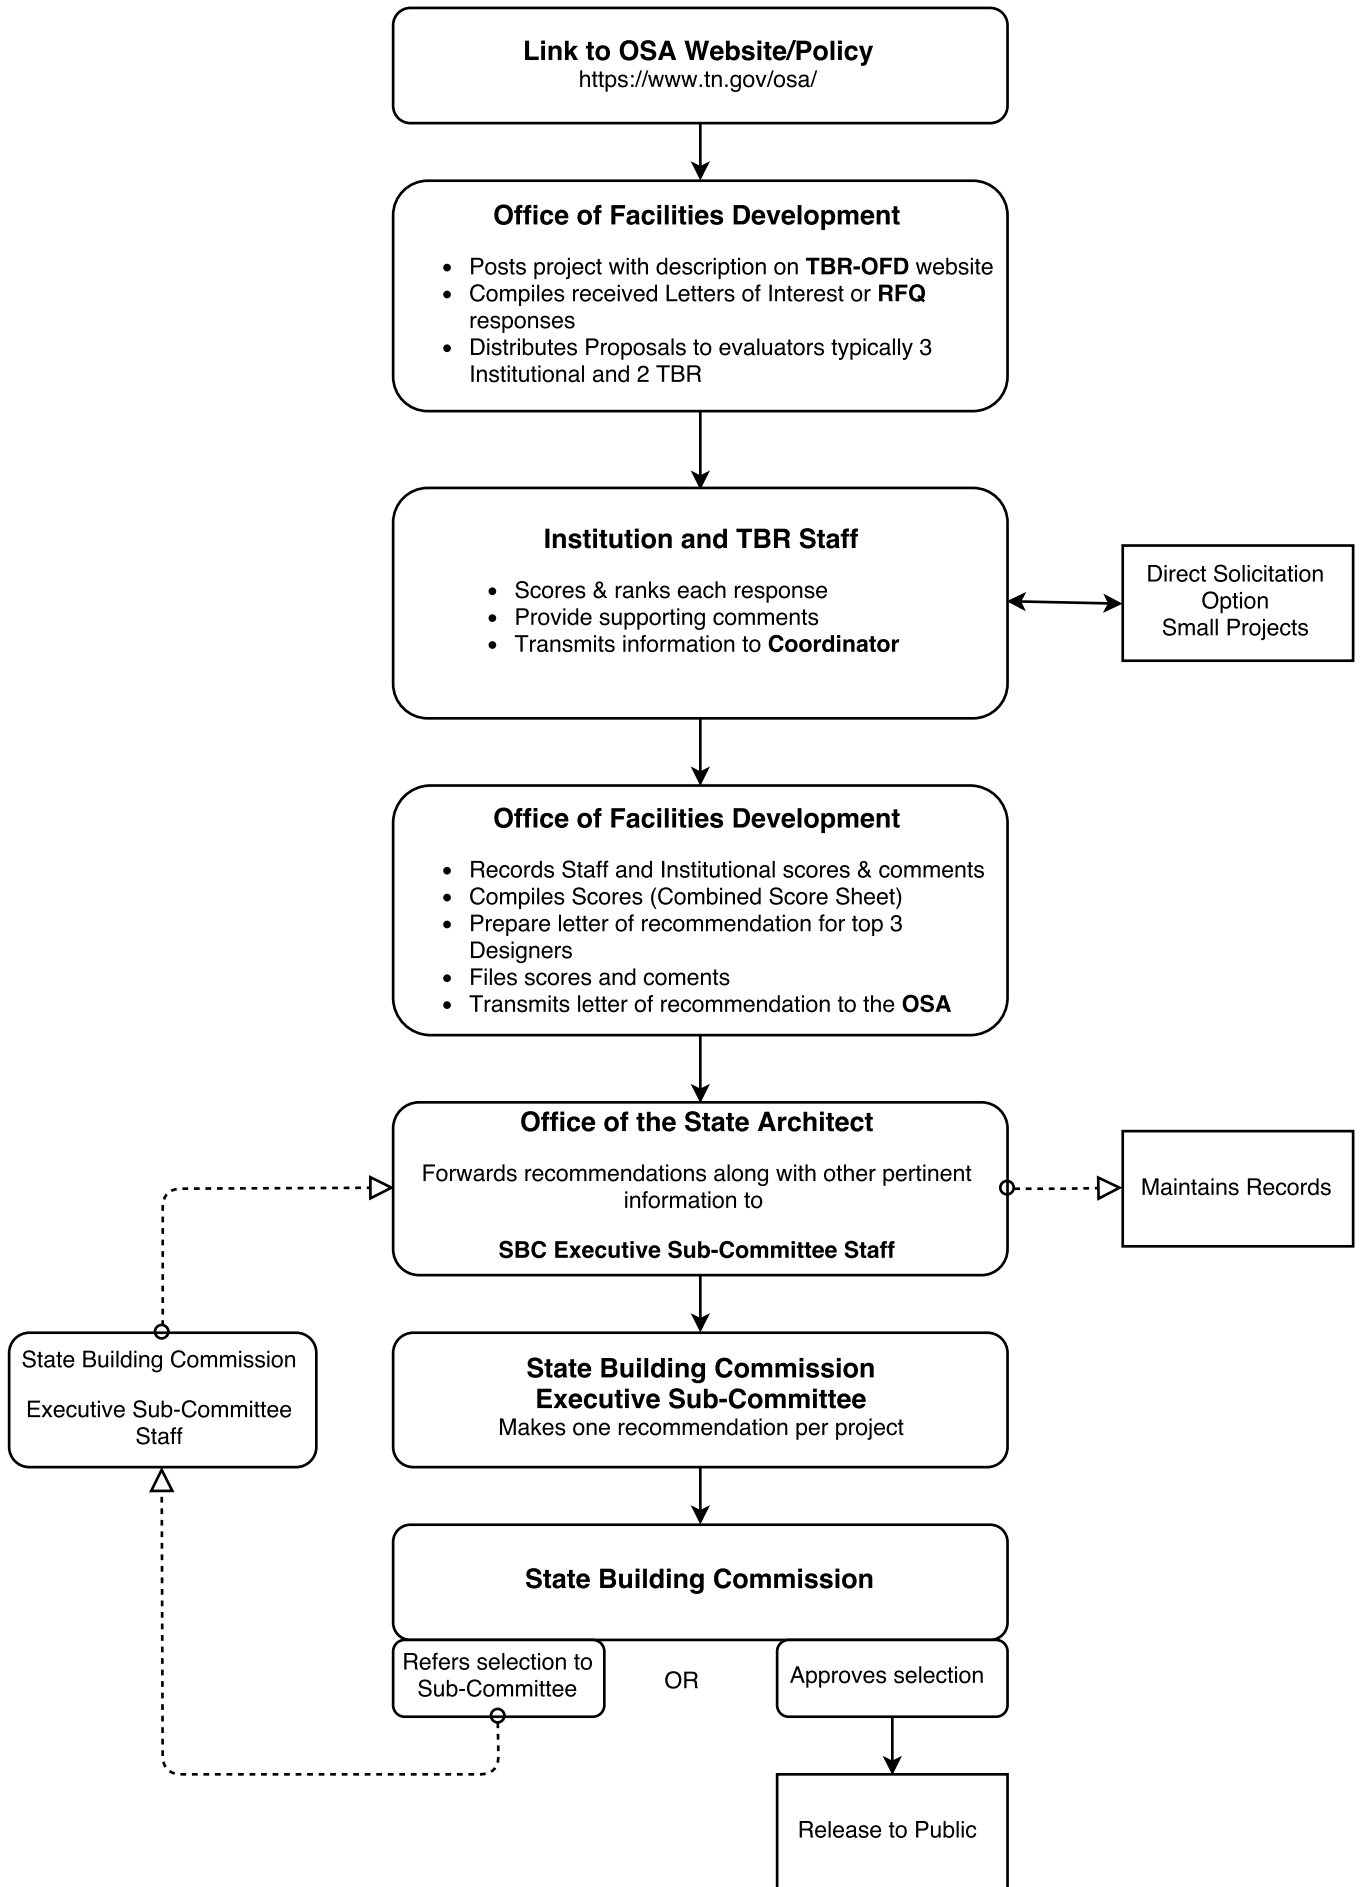 Link to OSA Website/Policy
https://www.tn.gov/osa/
Office of Facilities Development
• Posts project with description on TBR-OFD website
• Compiles received Letters of Interest or RFQ
responses
• Distributes Proposals to evaluators typically 3
Institutional and 2 TBR
Institution and TBR Staff
• Scores & ranks each response
• Provide supporting comments
• Transmits information to Coordinator
Direct Solicitation
Option
Small Projects
Office of Facilities Development
• Records Staff and Institutional scores & comments
• Compiles Scores (Combined Score Sheet)
• Prepare letter of recommendation for top 3
Designers
• Files scores and coments
• Transmits letter of recommendation to the OSA
Office of the State Architect
Forwards recommendations along with other pertinent
information to
SBC Executive Sub-Committee Staff
Maintains Records
State Building Commission
Executive Sub-Committee
Staff
State Building Commission
Executive Sub-Committee
Makes one recommendation per project
State Building Commission
Refers selection to
Sub-Committee
OR
Approves selection
Release to Public